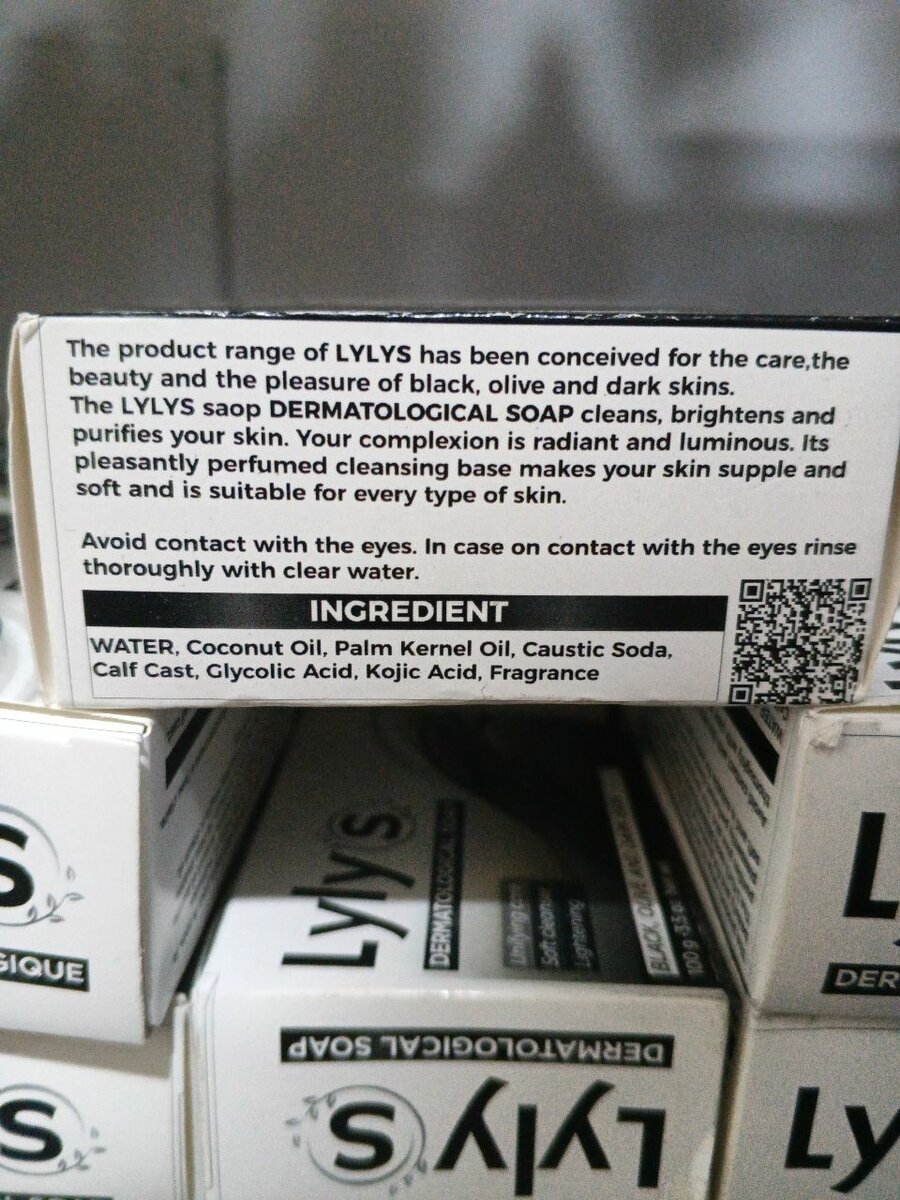 The product range of LYLYS has been conceived for the care,the
beauty and the pleasure of black, olive and dark skins.
The LYLYS saop DERMATOLOGICAL SOAP cleans, brightens and
purifies your skin. Your complexion is radiant and luminous. Its
pleasantly perfumed cleansing base makes your skin supple and
soft and is suitable for every type of skin.
Avoid contact with the eyes. In case on contact with the eyes rinse
thoroughly with clear water.
INGREDIENT
WATER, Coconut Oil, Palm Kernel Oil, Caustic Soda,
Calf Cast, Glycolic Acid, Kojic Acid, Fragrance
S
GIQUE
Lyly's
DERMATOLOGICAL
Lightening
100 g
L
DER
DERMATOLOGICAL SOAP
Lyly's
S
Ly